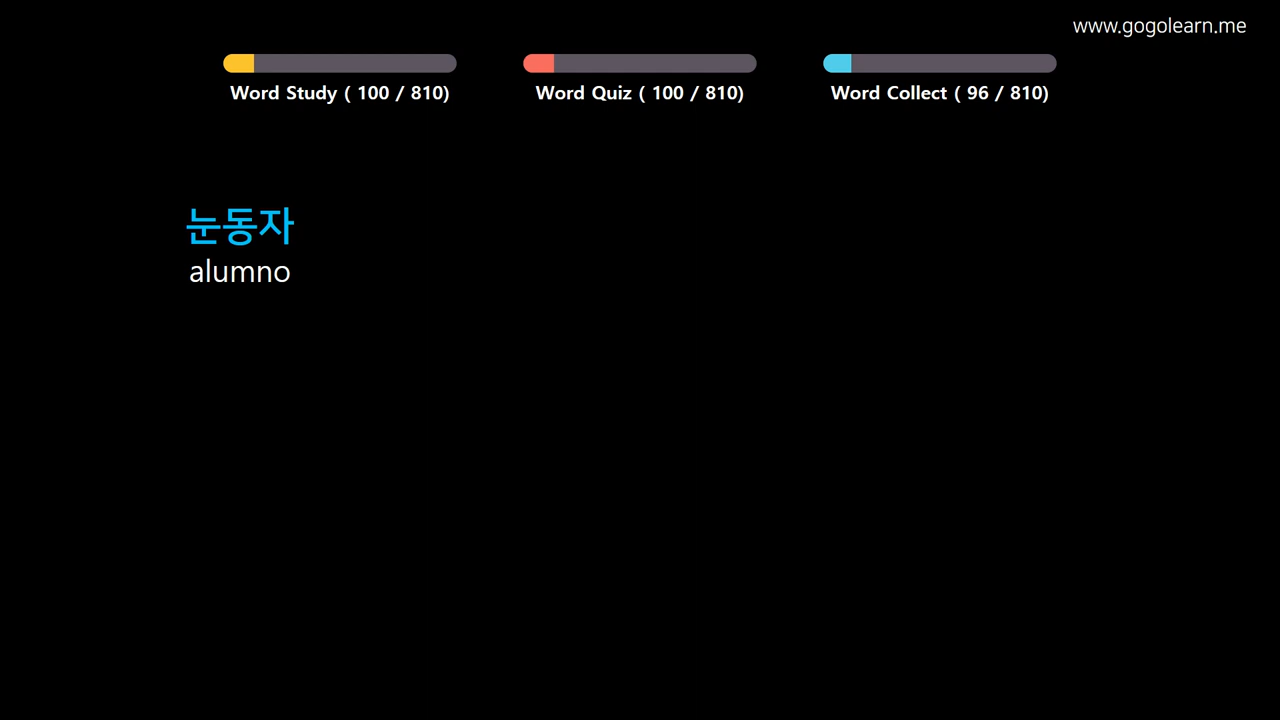 www.gogolearn.me
Word Study ( 100 / 810)
Word Quiz ( 100 / 810)
Word Collect ( 96 / 810)
눈동자
alumno